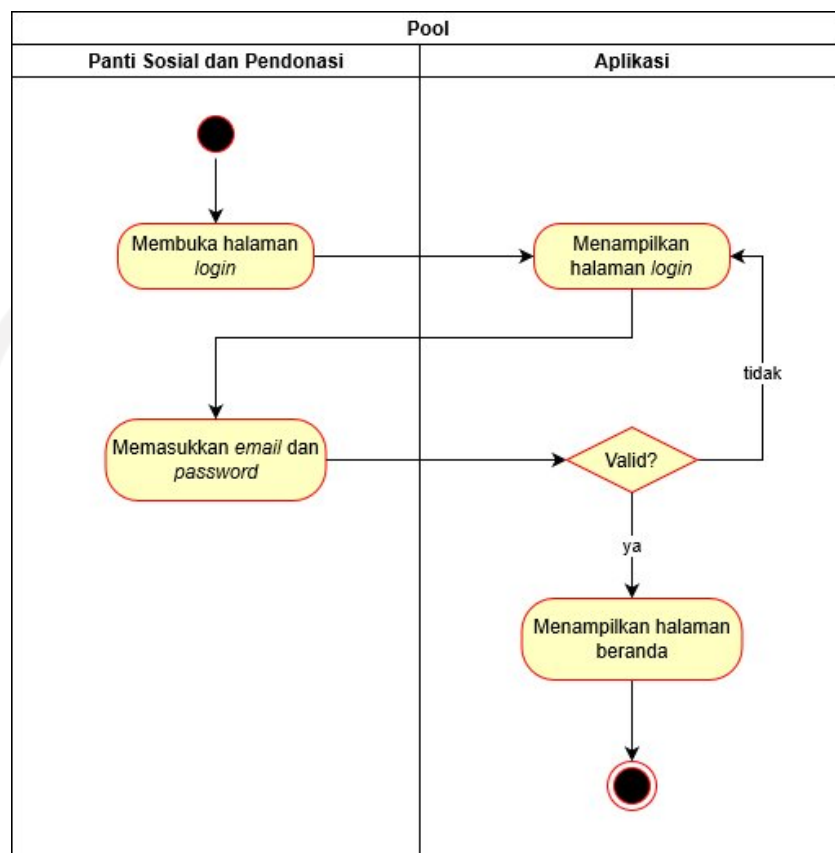 Pool
Panti Sosial dan Pendonasi
Aplikasi
Membuka halaman
login
Menampilkan
halaman login
tidak
Memasukkan email dan
password
Valid?
ya
Menampilkan halaman
beranda